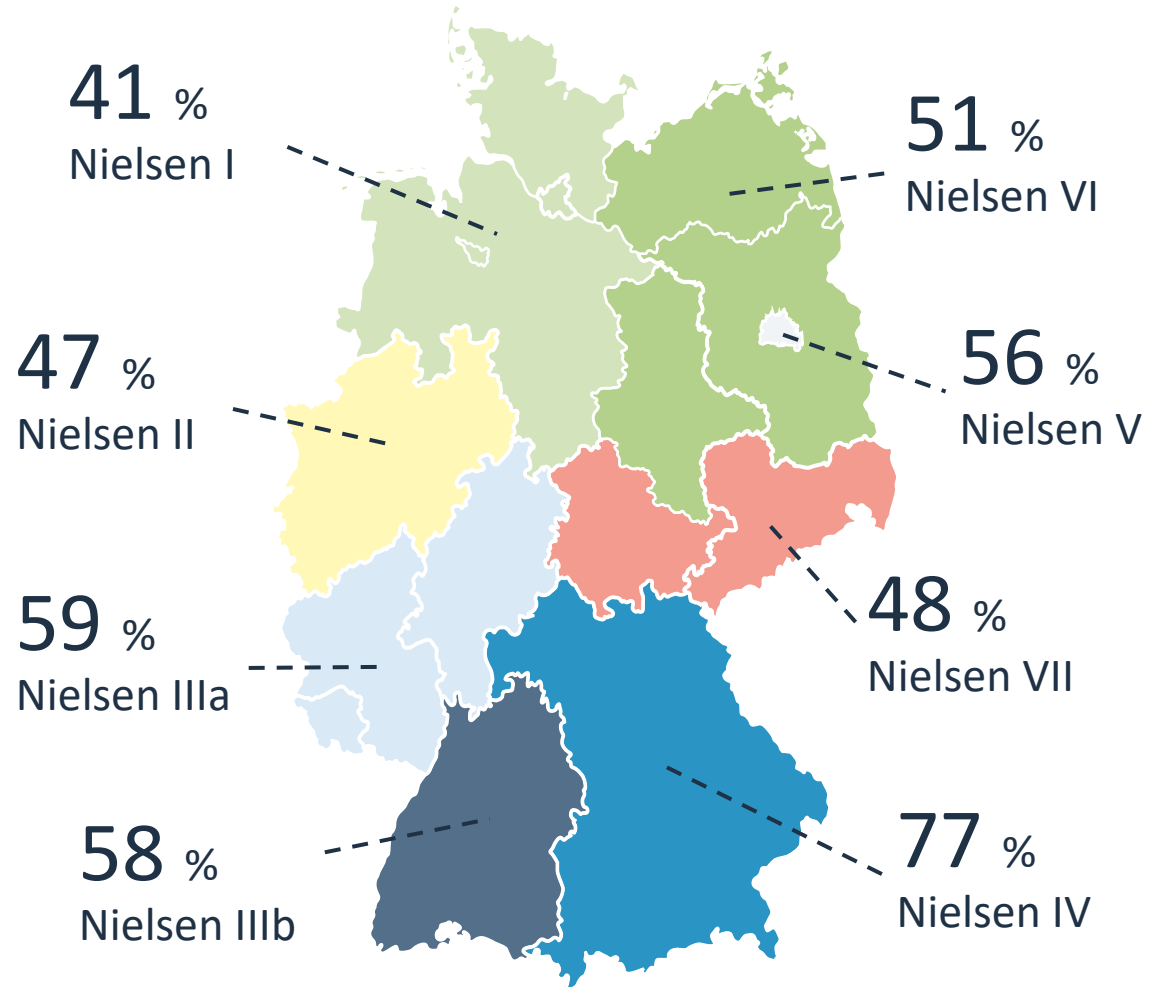 41 %
Nielsen I
51 %
Nielsen VI
47 %
Nielsen II
56 %
Nielsen V
59 %
Nielsen IIIa
48 %
Nielsen VII
58 %
Nielsen IIIb
77 %
Nielsen IV